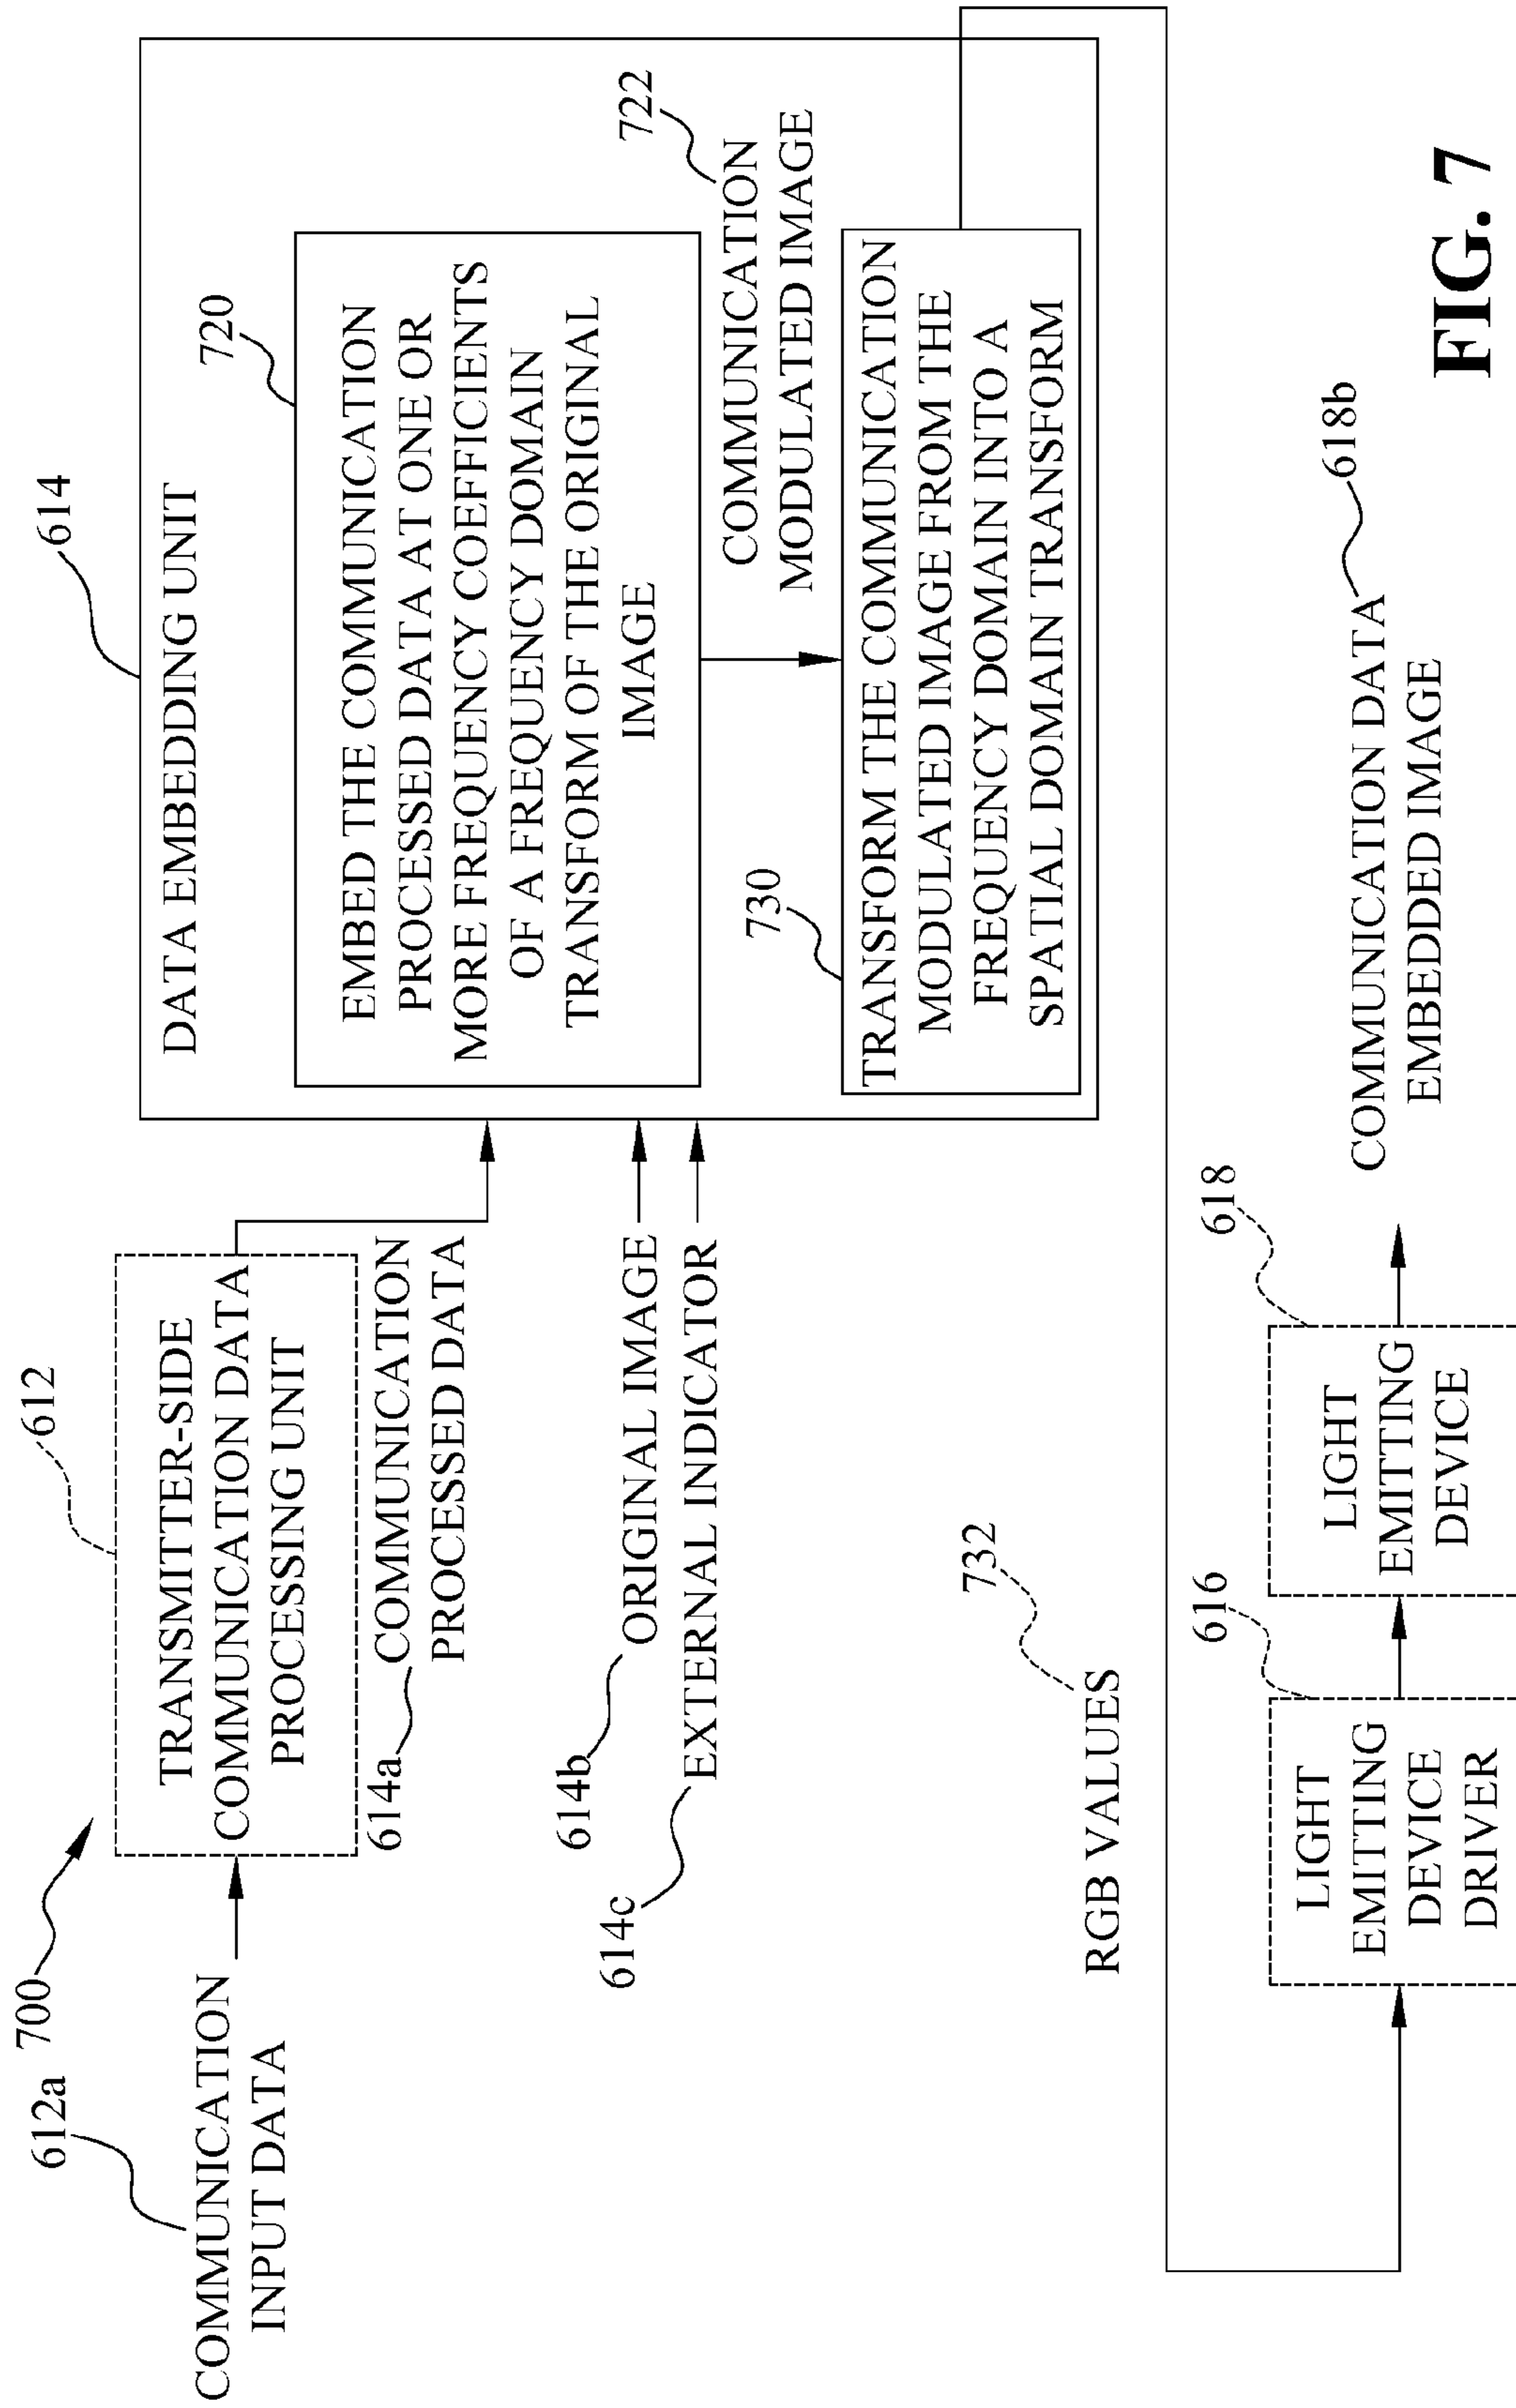 700
612a
COMMUNICATION
INPUT DATA
612
TRANSMITTER-SIDE
COMMUNICATION DATA
PROCESSING UNIT
614a
COMMUNICATION
PROCESSED DATA
614b
ORIGINAL IMAGE
614c
EXTERNAL INDICATOR
614
DATA EMBEDDING UNIT
720
EMBED THE COMMUNICATION
PROCESSED DATA AT ONE OR
MORE FREQUENCY COEFFICIENTS
OF A FREQUENCY DOMAIN
TRANSFORM OF THE ORIGINAL
IMAGE
722
COMMUNICATION
MODULATED IMAGE
730
TRANSFORM THE COMMUNICATION
MODULATED IMAGE FROM THE
FREQUENCY DOMAIN INTO A
SPATIAL DOMAIN TRANSFORM
732
RGB VALUES
616
LIGHT
EMITTING
DEVICE
DRIVER
618
LIGHT
EMITTING
DEVICE
618b
COMMUNICATION DATA
EMBEDDED IMAGE
FIG. 7